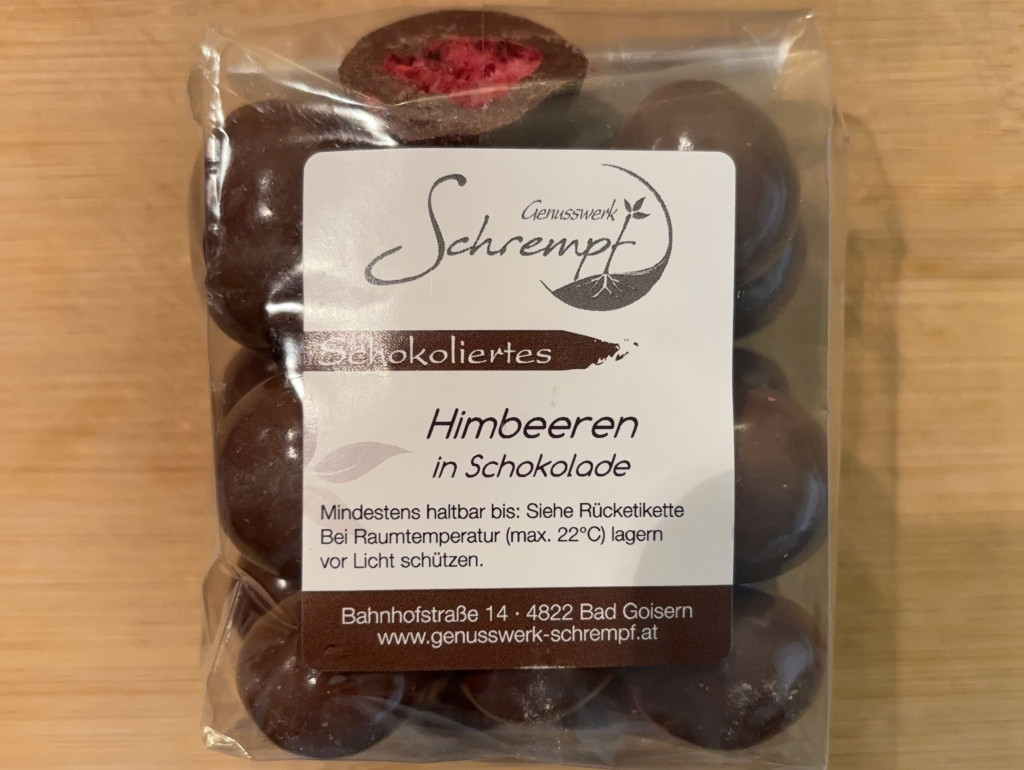 Genusswerk
Schrempf
Schokoliertes
Himbeeren
in Schokolade
Mindestens haltbar bis: Siehe Rücketikette
Bei Raumtemperatur (max. 22°C) lagern
vor Licht schützen.
Bahnhofstraße 14 · 4822 Bad Goisern
www.genusswerk-schrempf.at